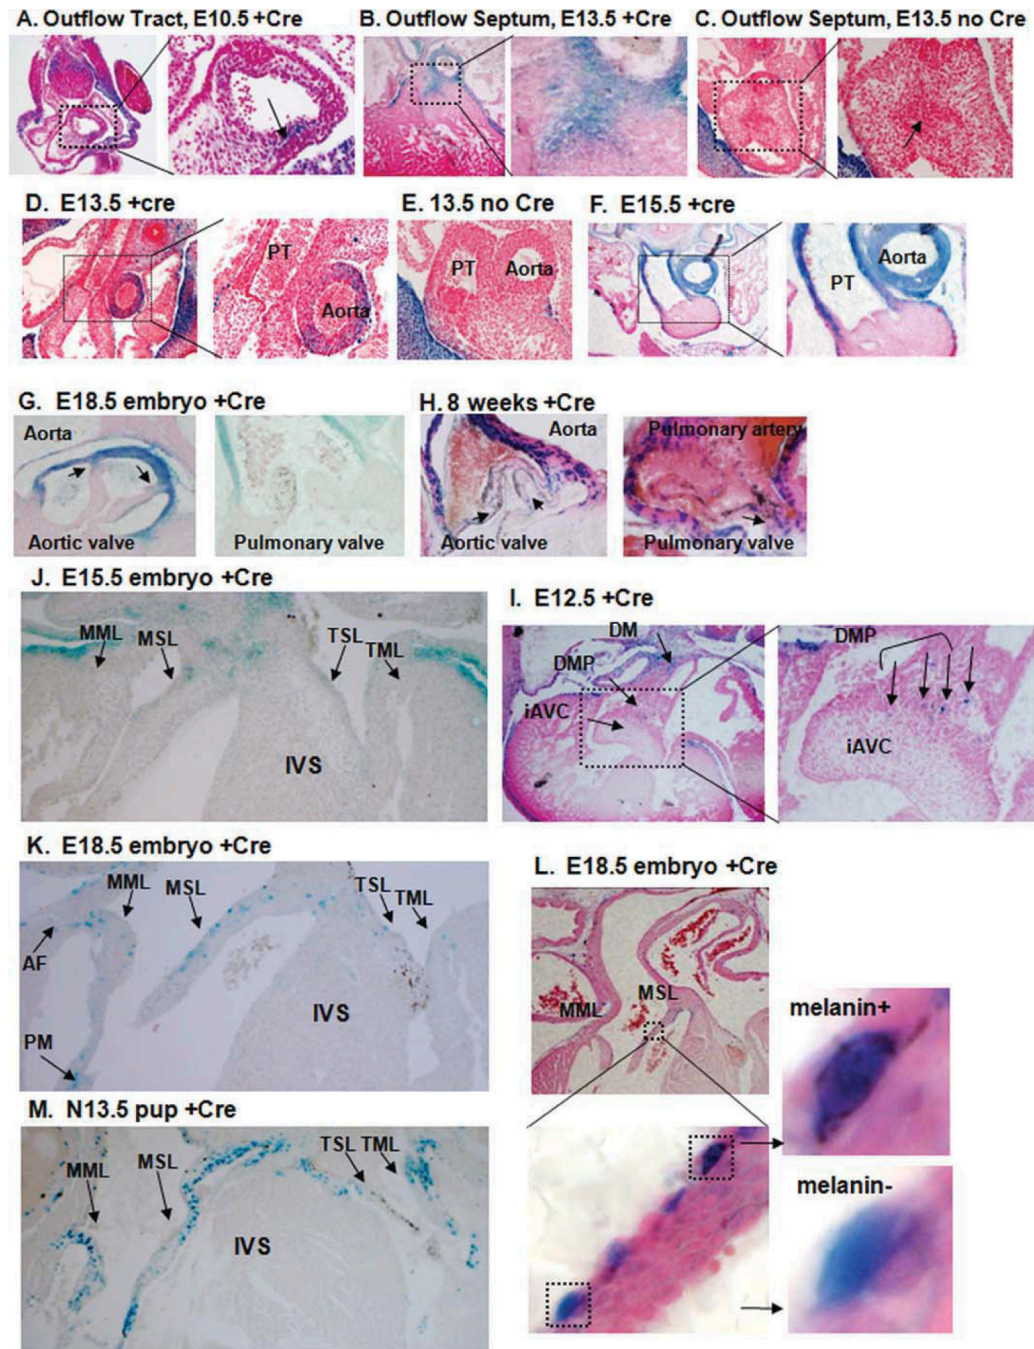 A. Outflow Tract, E10.5 +Cre
B. Outflow Septum, E13.5 +Cre
C. Outflow Septum, E13.5 no Cre
D. E13.5 +cre
PT
Aorta
E. 13.5 no Cre
PT
Aorta
F. E15.5 +cre
PT
Aorta
G. E18.5 embryo +Cre
Aorta
Aortic valve
Pulmonary valve
H. 8 weeks +Cre
Aorta
Aortic valve
Pulmonary artery
Pulmonary valve
J. E15.5 embryo +Cre
MML
MSL
TSL
TML
IVS
I. E12.5 +Cre
DM
DMP
iAVC
DMP
iAVC
K. E18.5 embryo +Cre
MML
MSL
TSL
TML
AF
IVS
PM
L. E18.5 embryo +Cre
MML
MSL
melanin+
melanin-
M. N13.5 pup +Cre
MML
MSL
TSL
TML
IVS